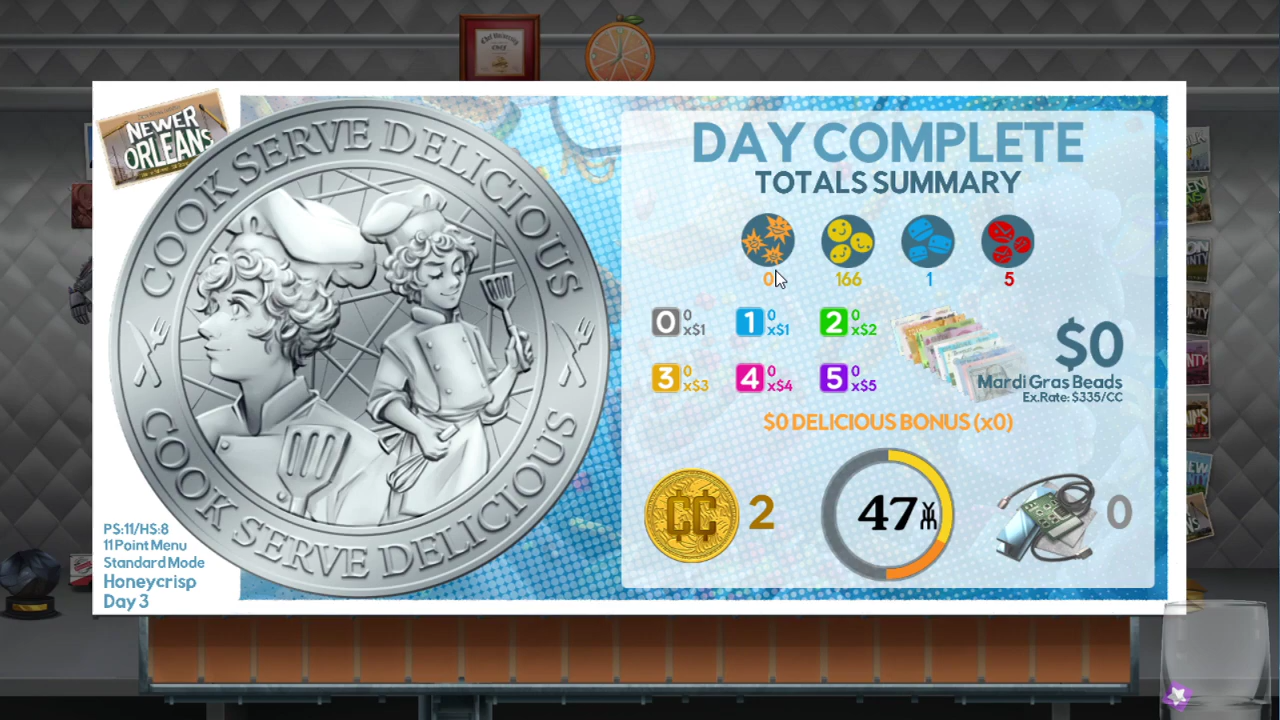 NEWER
ORLEANS
COOK SERVE DELICIOUS
COOK SERVE DELICIOUS
PS:11/HS:8
11 Point Menu
Standard Mode
Honeycrisp
Day 3
DAY COMPLETE
TOTALS SUMMARY
0 166 1 5
0 0 x$1
1 0 x$1
2 0 x$2
3 0 x$3
4 0 x$4
5 0 x$5
$0
Mardi Gras Beads
Ex.Rate: $335/CC
$0 DELICIOUS BONUS (x0)
CC 2
47
0